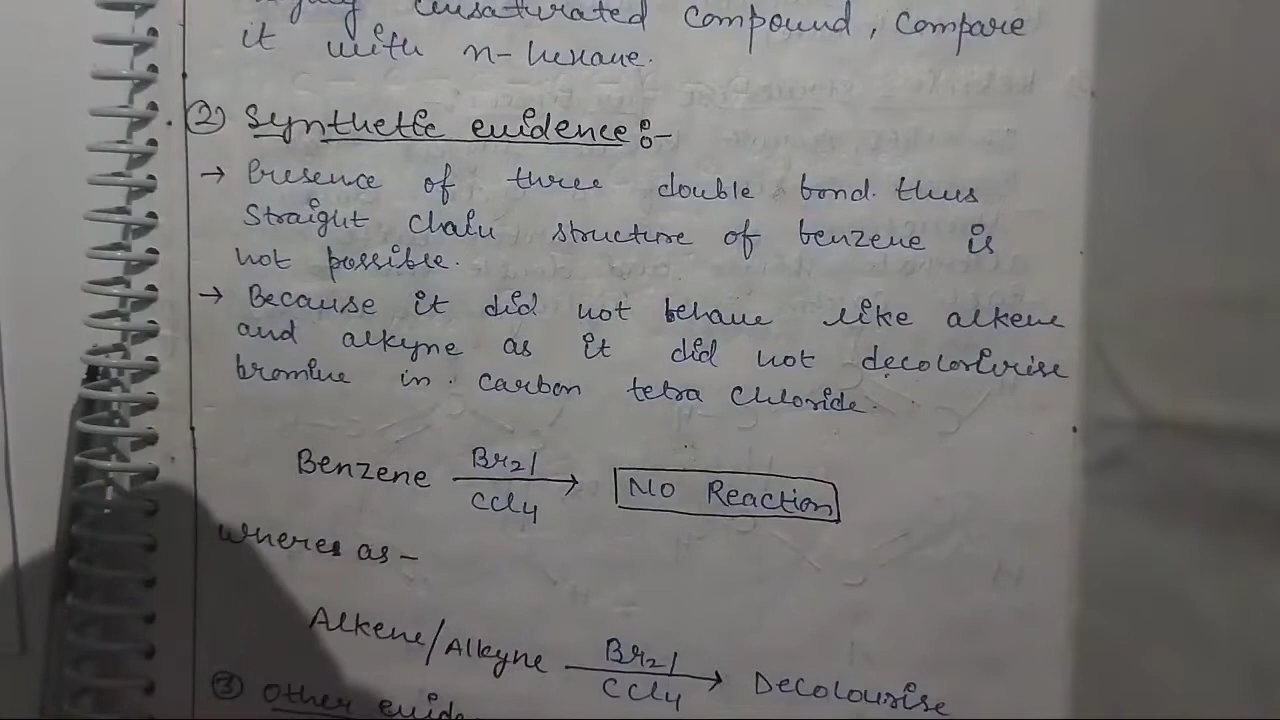 unsaturated compound, compare
it with n-hexane.
② Synthetic evidence:-
→ Presence of three double bond. thus
straight chain structure of benzene is
not possible.
→ Because it did not behave like alkene
and alkyne as it did not decolorivise
bromine in. carbon tetra chloride.
Benzene Br2/ CCl4 → No Reaction
wheres as -
Alkene/Alkyne Br2/ CCl4 → Decolourise
③ Other